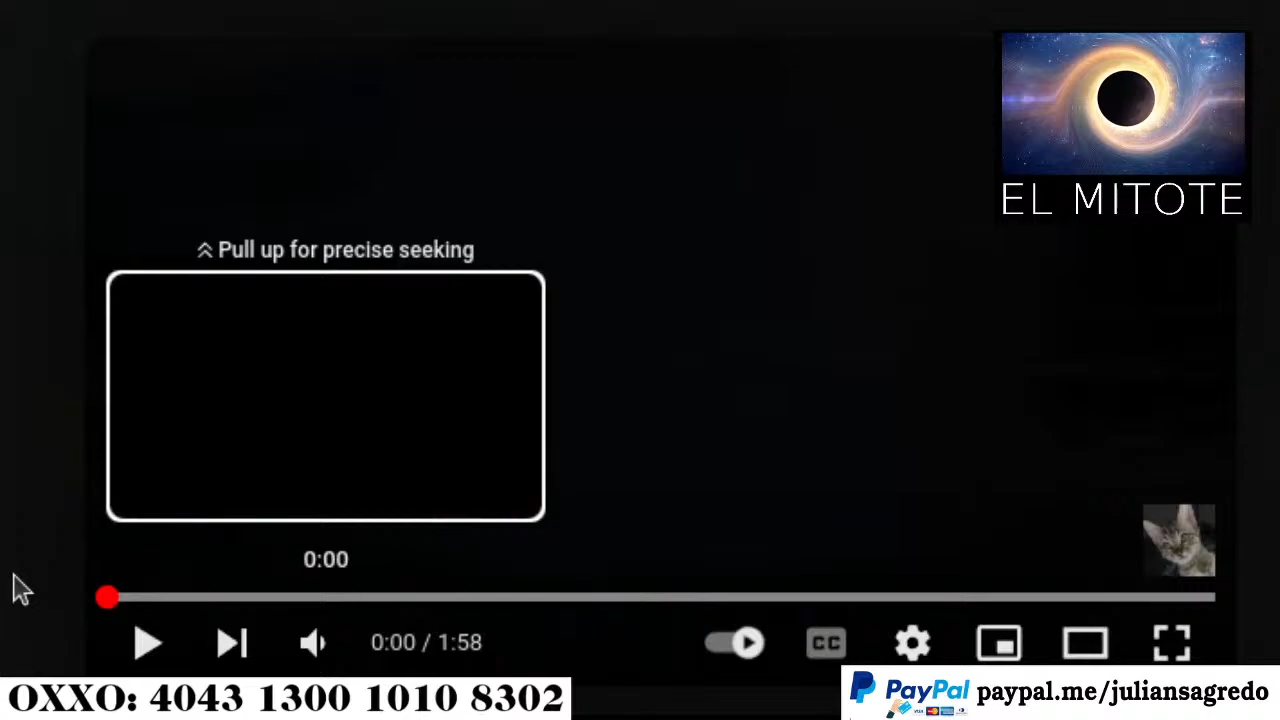 EL MITOTE
Pull up for precise seeking
0:00
0:00 / 1:58
CC
OXXO: 4043 1300 1010 8302
PayPal paypal.me/juliansagredo